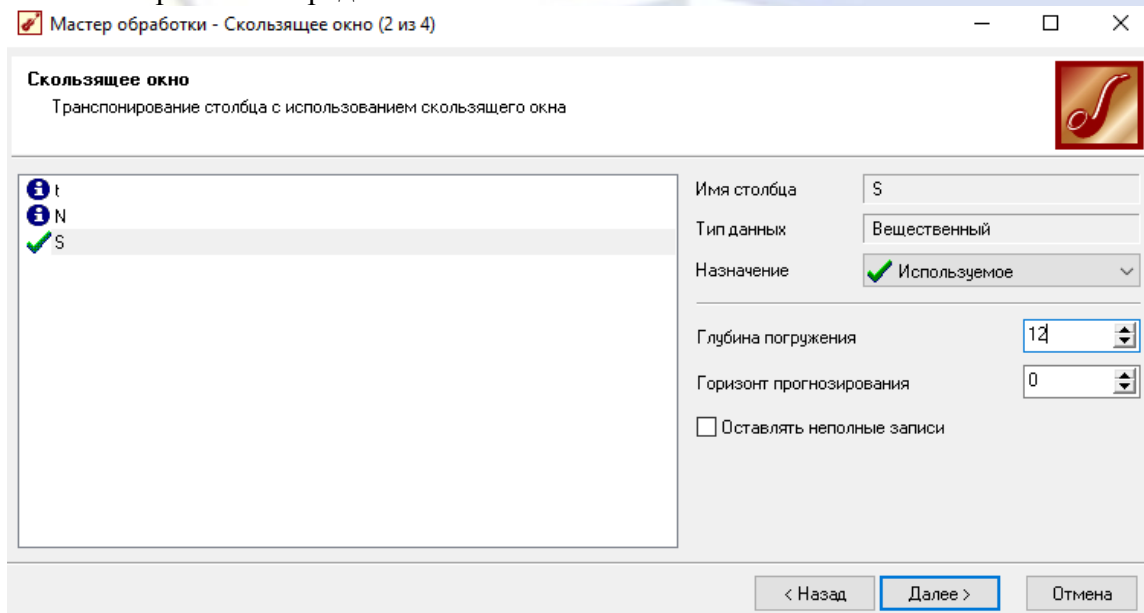 Мастер обработки - Скользящее окно (2 из 4)
Скользящее окно
Транспонирование столбца с использованием скользящего окна
t
N
S
Имя столбца S
Тип данных Вещественный
Назначение Используемое
Глубина погружения 12
Горизонт прогнозирования 0
Оставлять неполные записи
< Назад Далее > Отмена